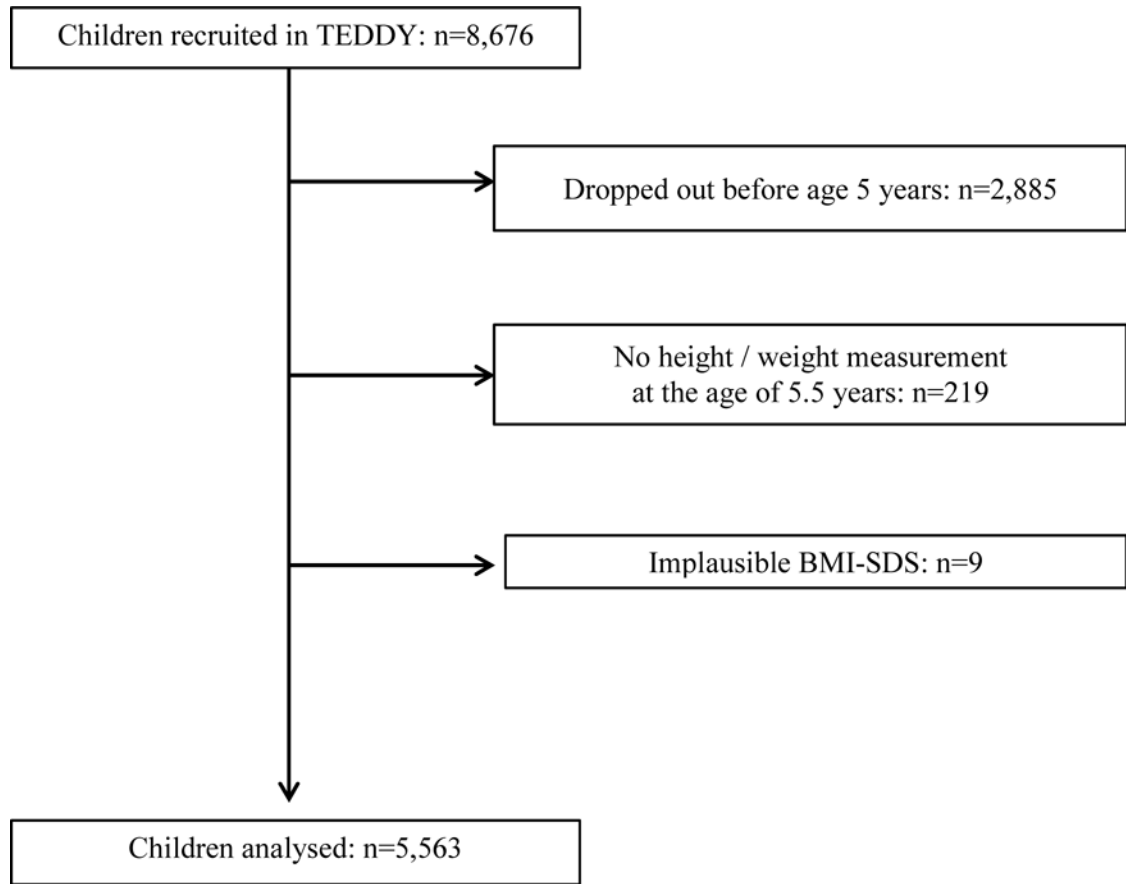 Children recruited in TEDDY: n=8,676
Dropped out before age 5 years: n=2,885
No height / weight measurement
at the age of 5.5 years: n=219
Implausible BMI-SDS: n=9
Children analysed: n=5,563